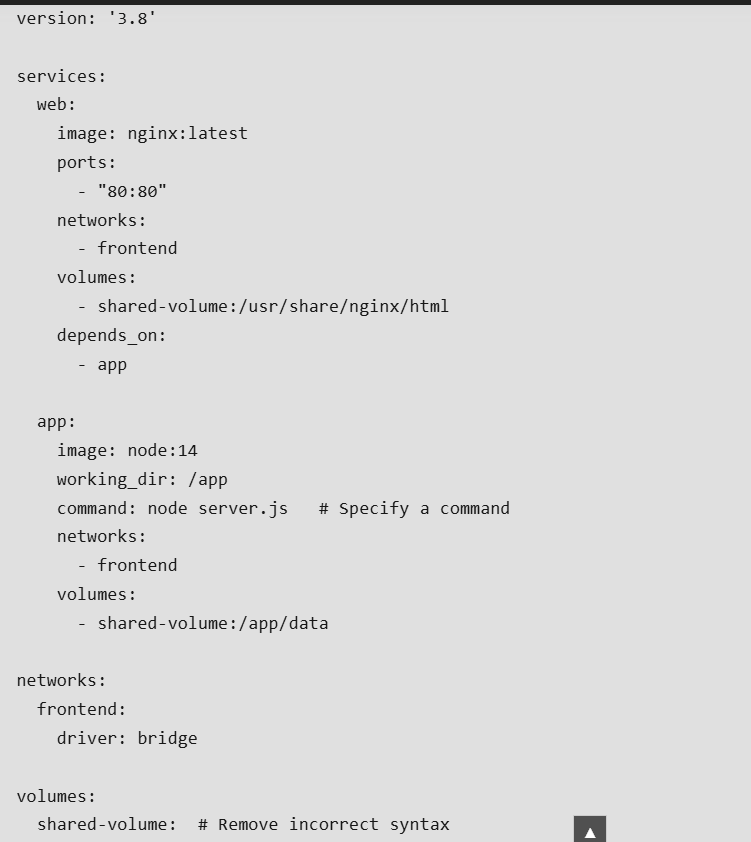 version: '3.8'

services:
  web:
    image: nginx:latest
    ports:
      - "80:80"
    networks:
      - frontend
    volumes:
      - shared-volume:/usr/share/nginx/html
    depends_on:
      - app

  app:
    image: node:14
    working_dir: /app
    command: node server.js   # Specify a command
    networks:
      - frontend
    volumes:
      - shared-volume:/app/data

networks:
  frontend:
    driver: bridge

volumes:
  shared-volume:  # Remove incorrect syntax